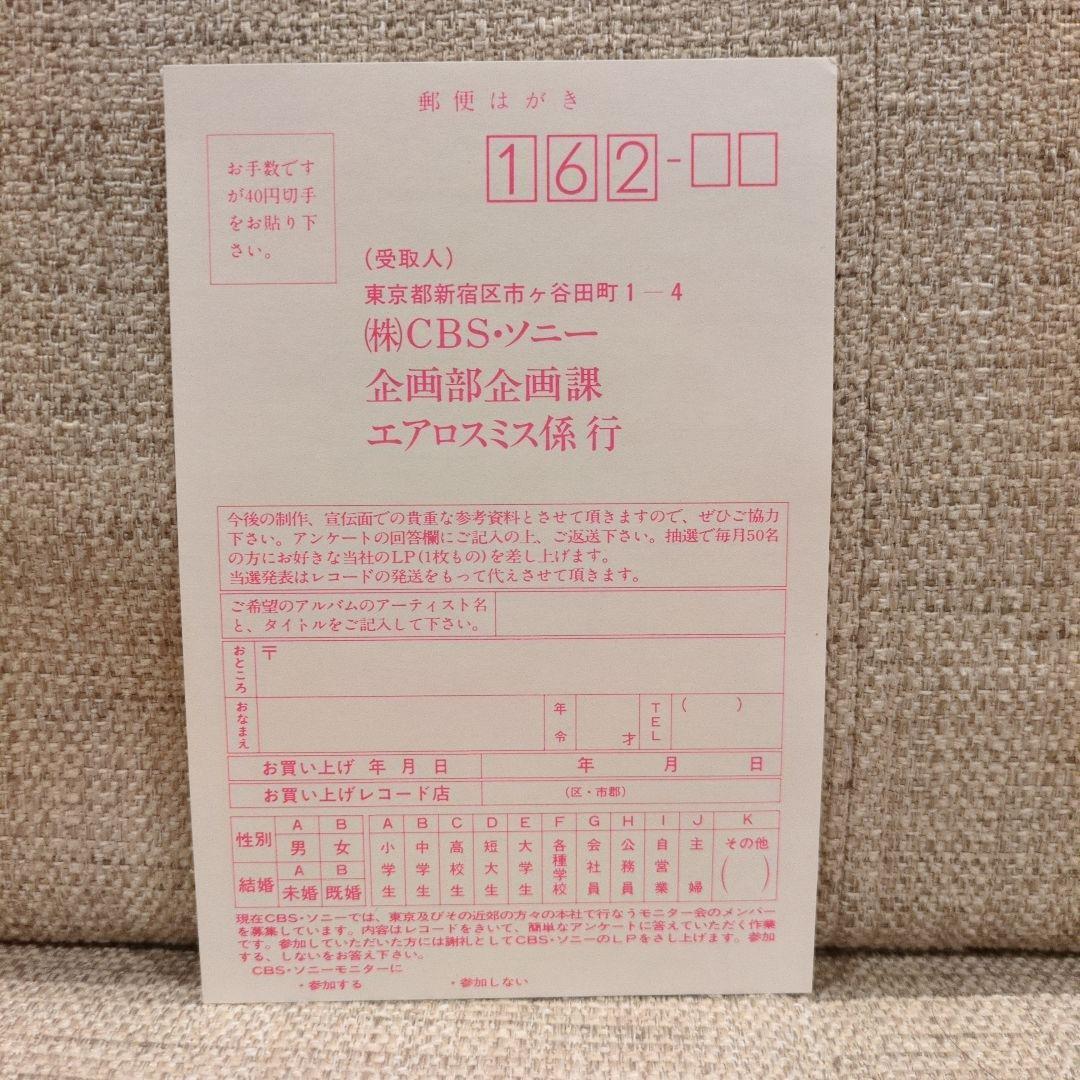 郵便はがき
お手数です
が40円切手
をお貼り下
さい。
162-
(受取人)
東京都新宿区市ヶ谷田町1―4
㈱CBS・ソニー
企画部企画課
エアロスミス係 行
今後の制作、宣伝面での貴重な参考資料とさせて頂きますので、ぜひご協力
下さい。アンケートの回答欄にご記入の上、ご返送下さい。抽選で毎月50名
の方にお好きな当社のLP(1枚もの)を差し上げます。
当選発表はレコードの発送をもって代えさせて頂きます。
ご希望のアルバムのアーティスト名
と、タイトルをご記入して下さい。
おところ 〒
おなまえ 年令 才 TEL ( )
お買い上げ 年 月 日 年 月 日
お買い上げレコード店 (区・市郡)
性別 A 男 B 女
結婚 A 未婚 B 既婚
A 小学生 B 中学生 C 高校生 D 短大生 E 大学生 F 各種学校 G 会社員 H 公務員 I 自営業 J 主婦 K その他 ( )
現在CBS・ソニーでは、東京及びその近郊の方々の本社で行なうモニター会のメンバー
を募集しています。内容はレコードをきいて、簡単なアンケートに答えていただく作業
です。参加していただいた方には謝礼としてCBS・ソニーのLPをさし上げます。参加
する、しないをお答え下さい。
CBS・ソニーモニターに
・参加する ・参加しない